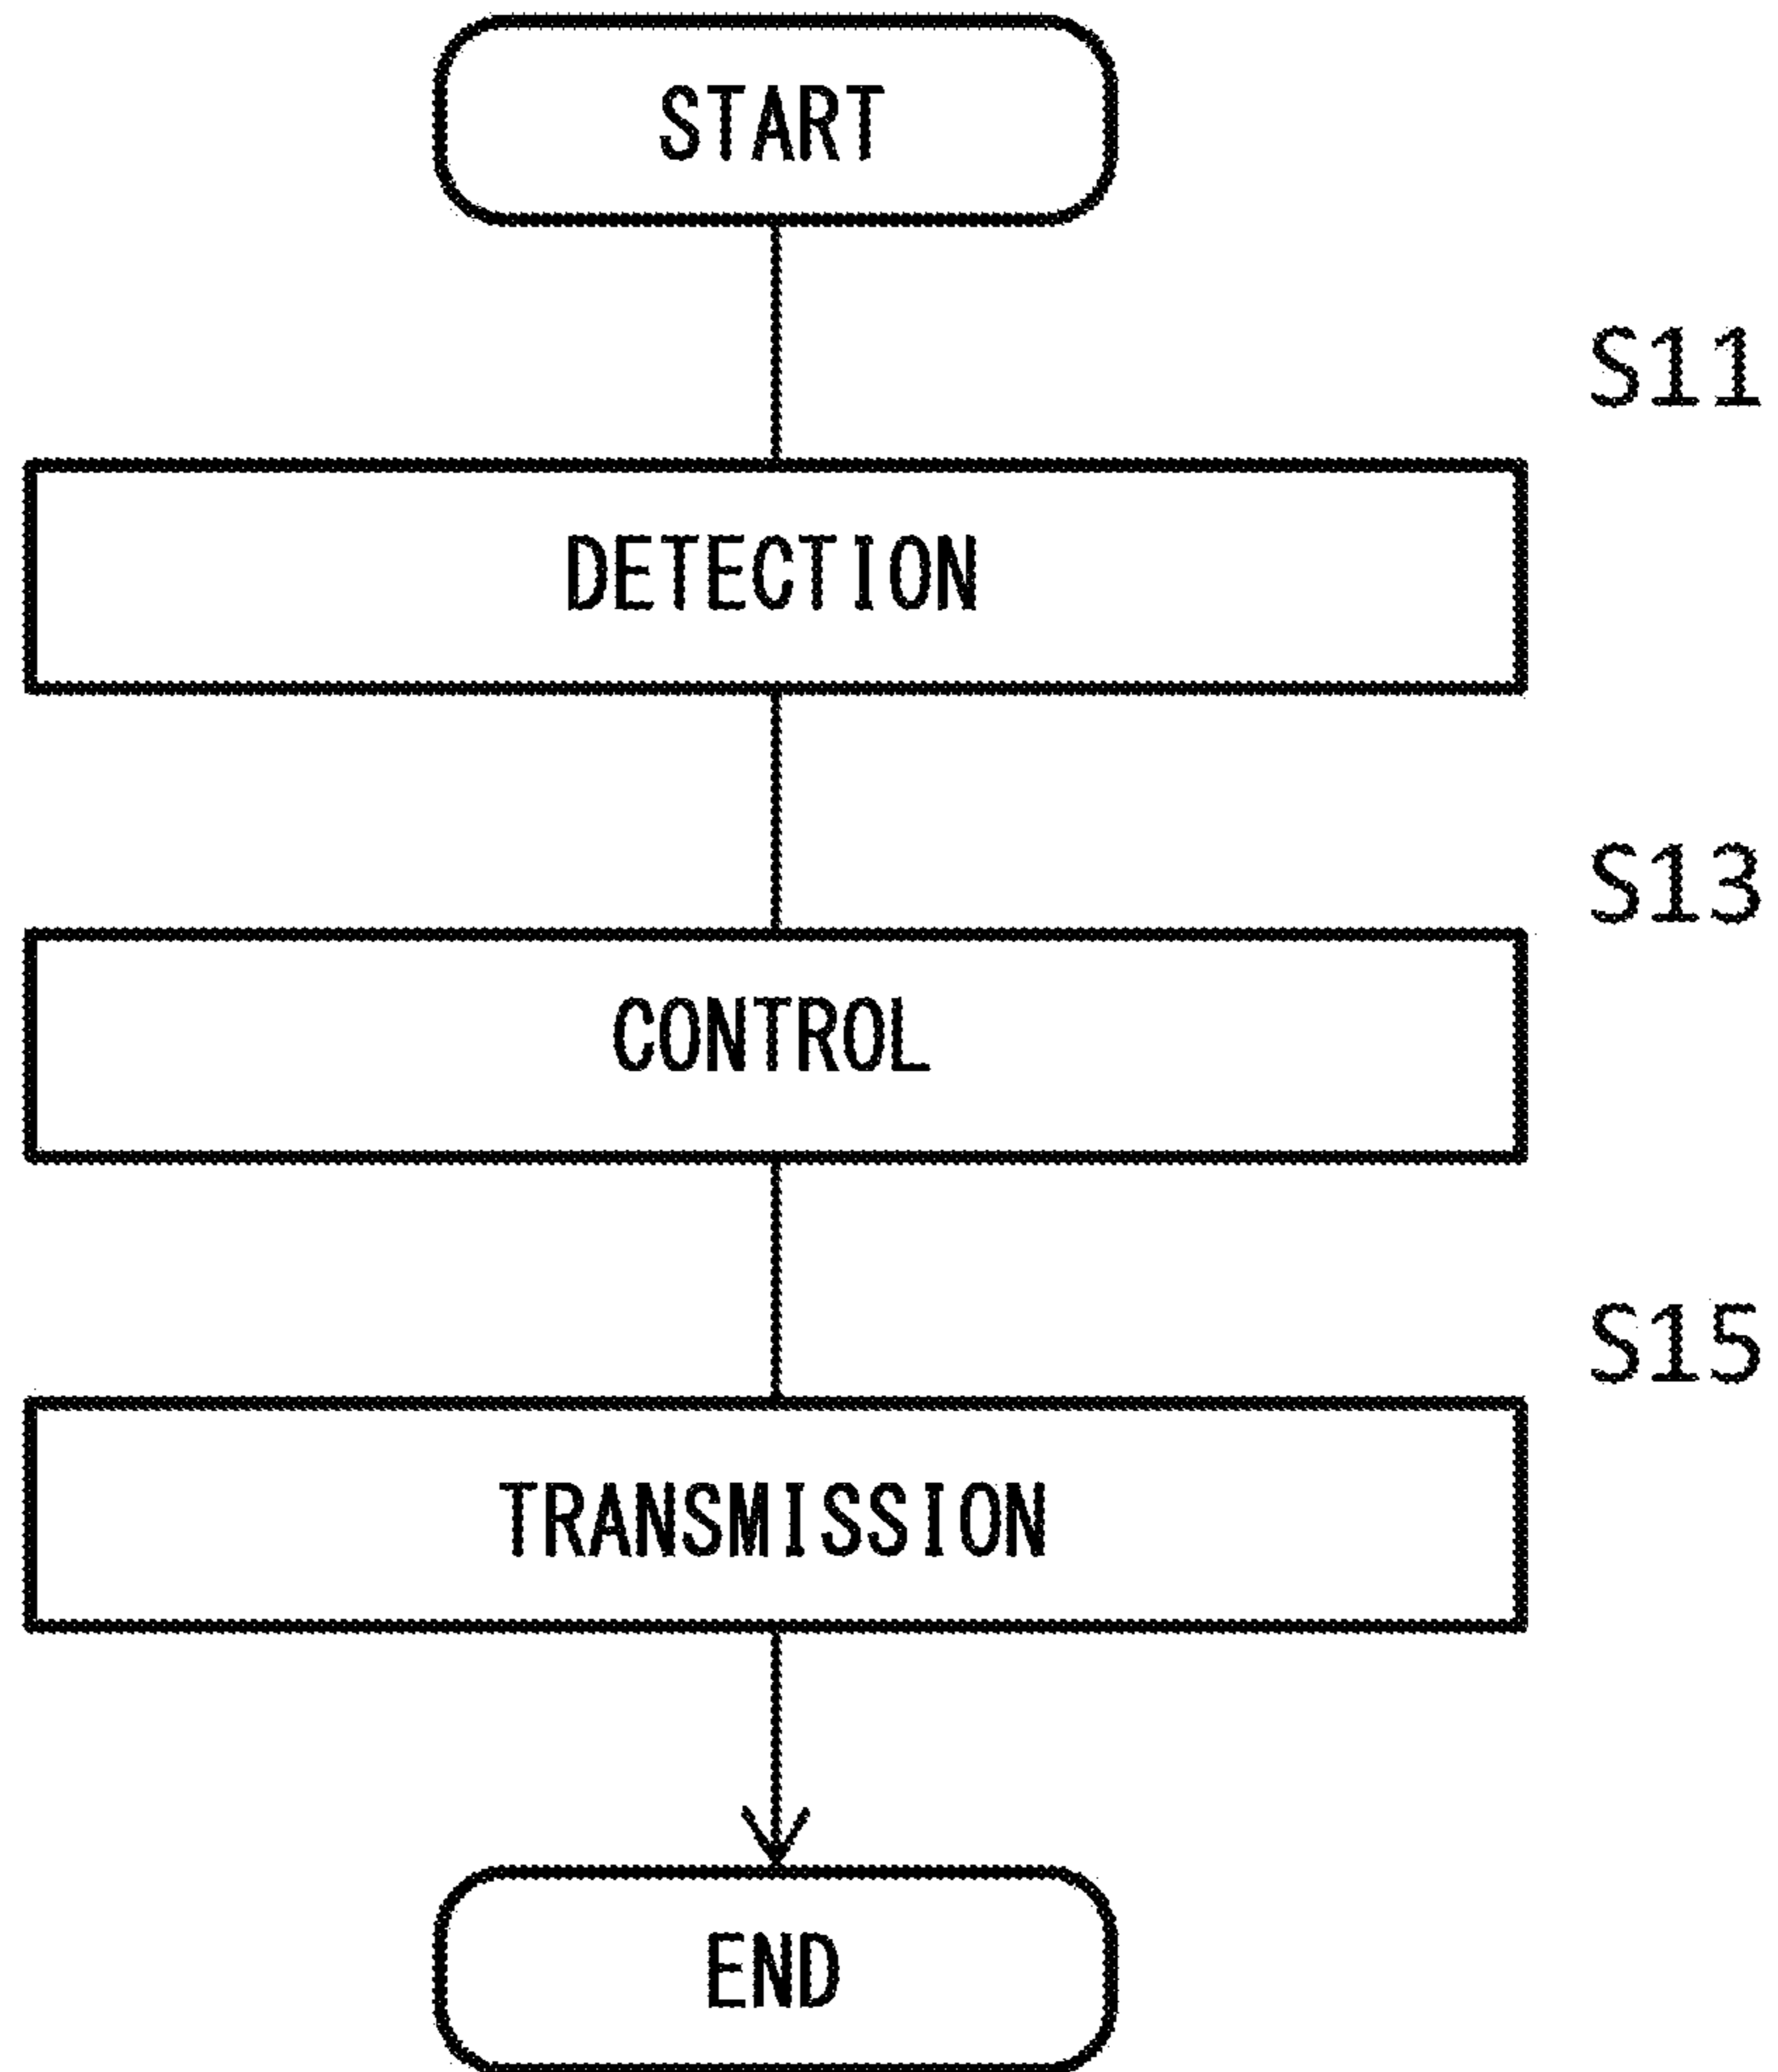 START
S11
DETECTION
S13
CONTROL
S15
TRANSMISSION
END